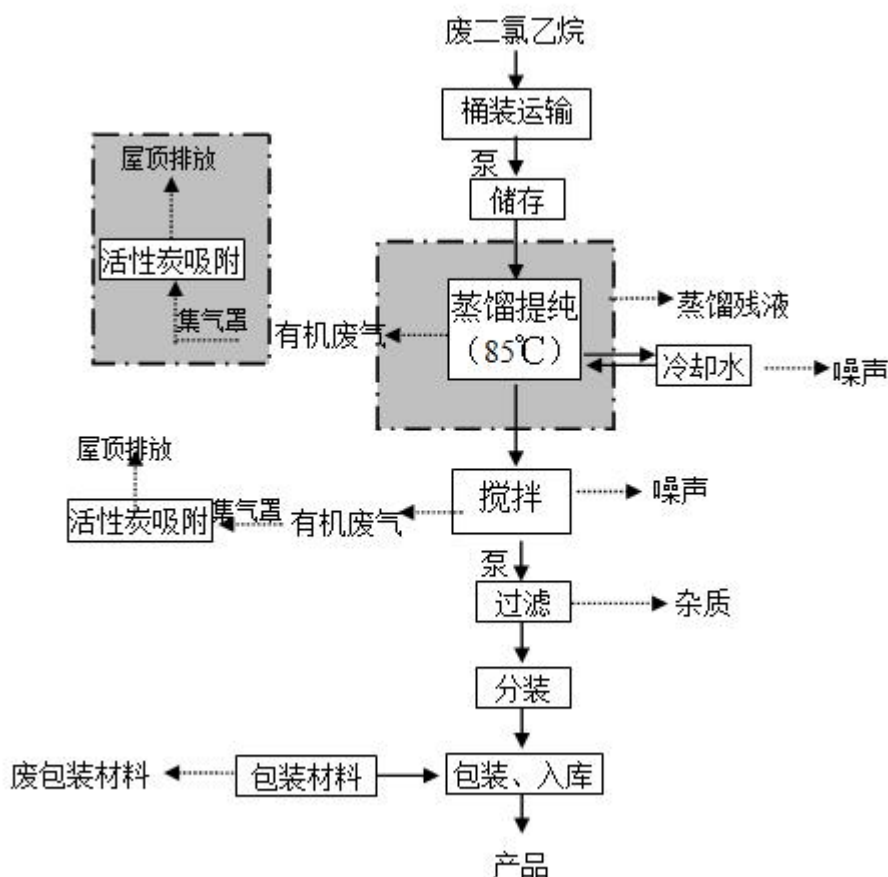 废二氯乙烷
桶装运输
泵
储存
屋顶排放
活性炭吸附
集气罩
有机废气
蒸馏提纯
（85℃）
蒸馏残液
冷却水
噪声
屋顶排放
活性炭吸附
集气罩
有机废气
搅拌
噪声
泵
过滤
杂质
分装
废包装材料
包装材料
包装、入库
产品